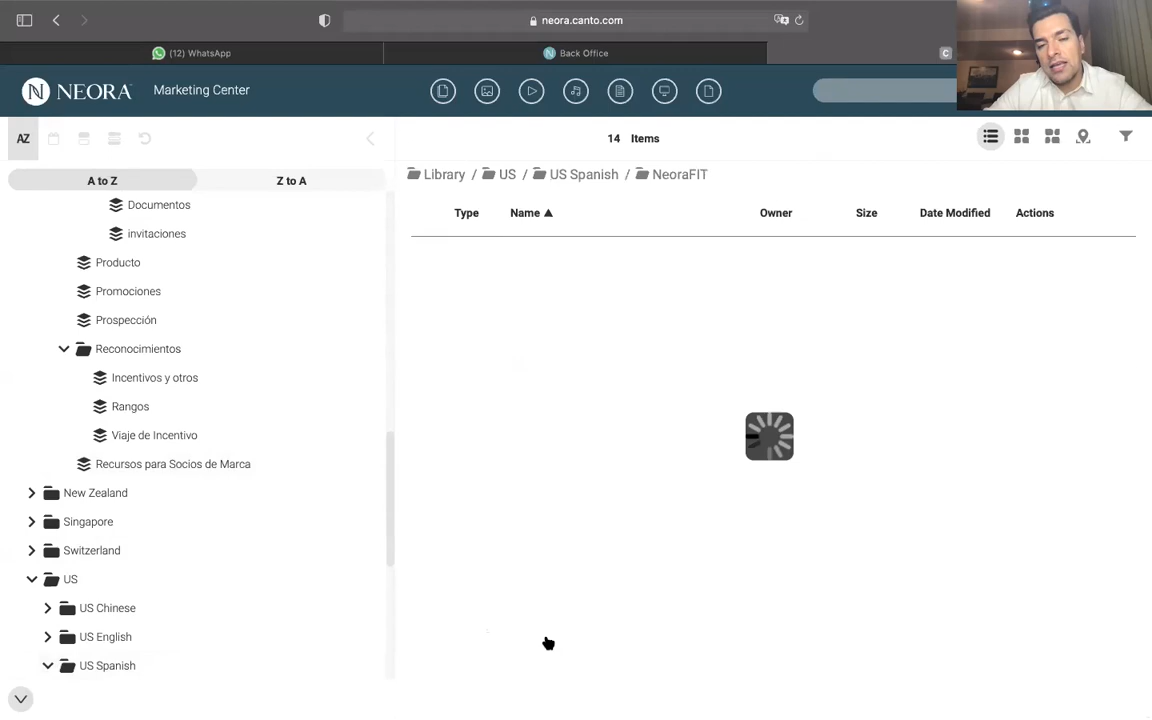 neora.canto.com
(12) WhatsApp
Back Office
C
N NEORA
Marketing Center
AZ
14 Items
A to Z
Z to A
Library / US / US Spanish / NeoraFIT
Type Name ▲ Owner Size Date Modified Actions
Documentos
invitaciones
Producto
Promociones
Prospección
Reconocimientos
Incentivos y otros
Rangos
Viaje de Incentivo
Recursos para Socios de Marca
New Zealand
Singapore
Switzerland
US
US Chinese
US English
US Spanish